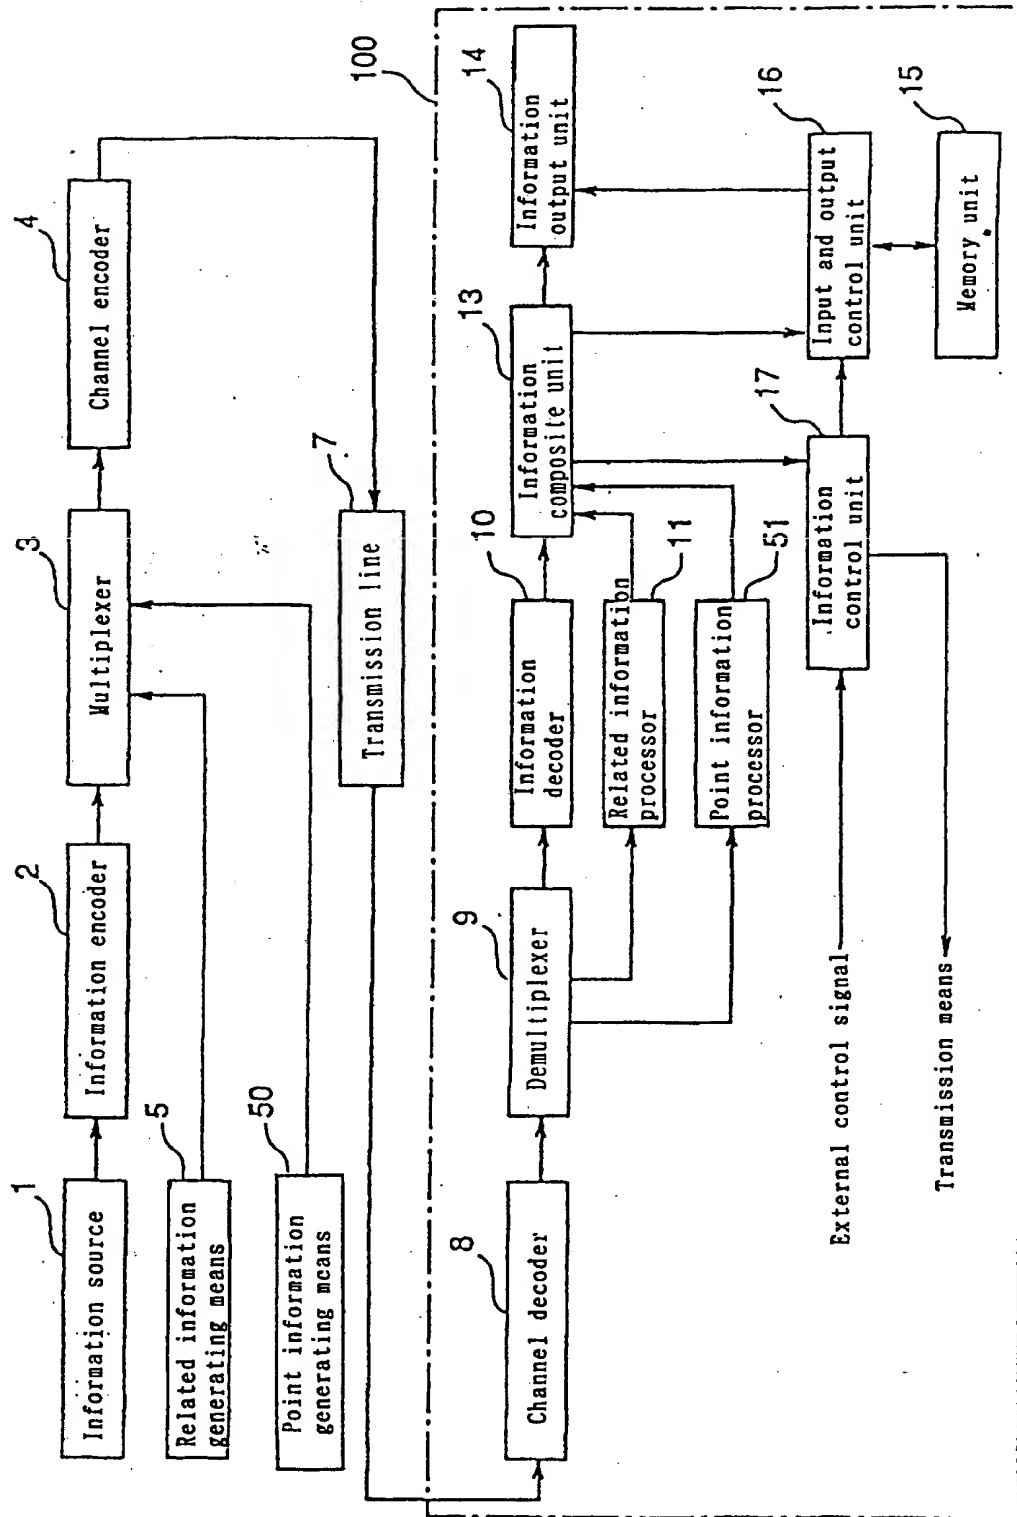 1
Information source
2
Information encoder
3
Multiplexer
4
Channel encoder
5
Related information
generating means
50
Point information
generating means
7
Transmission line
100
8
Channel decoder
9
Demultiplexer
10
Information
decoder
11
Related information
processor
51
Point information
processor
13
Information
composite unit
14
Information
output unit
17
Information
control unit
16
Input and output
control unit
15
Memory unit
External control signal
Transmission means